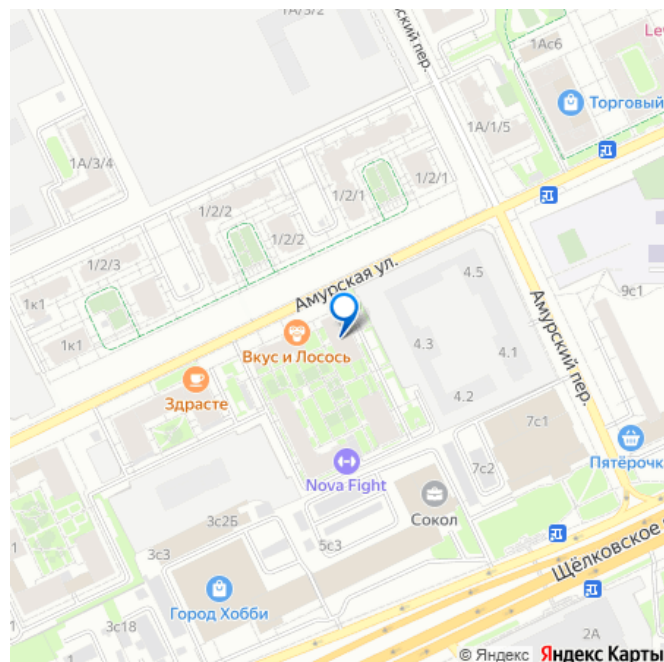 1А/3/2
Амурский пер.
1Ас6
Le
Торговый
1А/1/5
1А/3/4
1/2/1
1/2/1
1/2/2
1/2/2
1/2/3
1к1
1к1
Амурская ул.
4.5
9с1
4.3
4.1
Амурский пер.
Вкус и Лосось
Здрасте
4.2
7с1
Пятёрочк
7с2
Nova Fight
Сокол
3с2Б
5с3
3с3
Щёлковское
Город Хобби
3с18
2А
1
© Яндекс Яндекс Карты